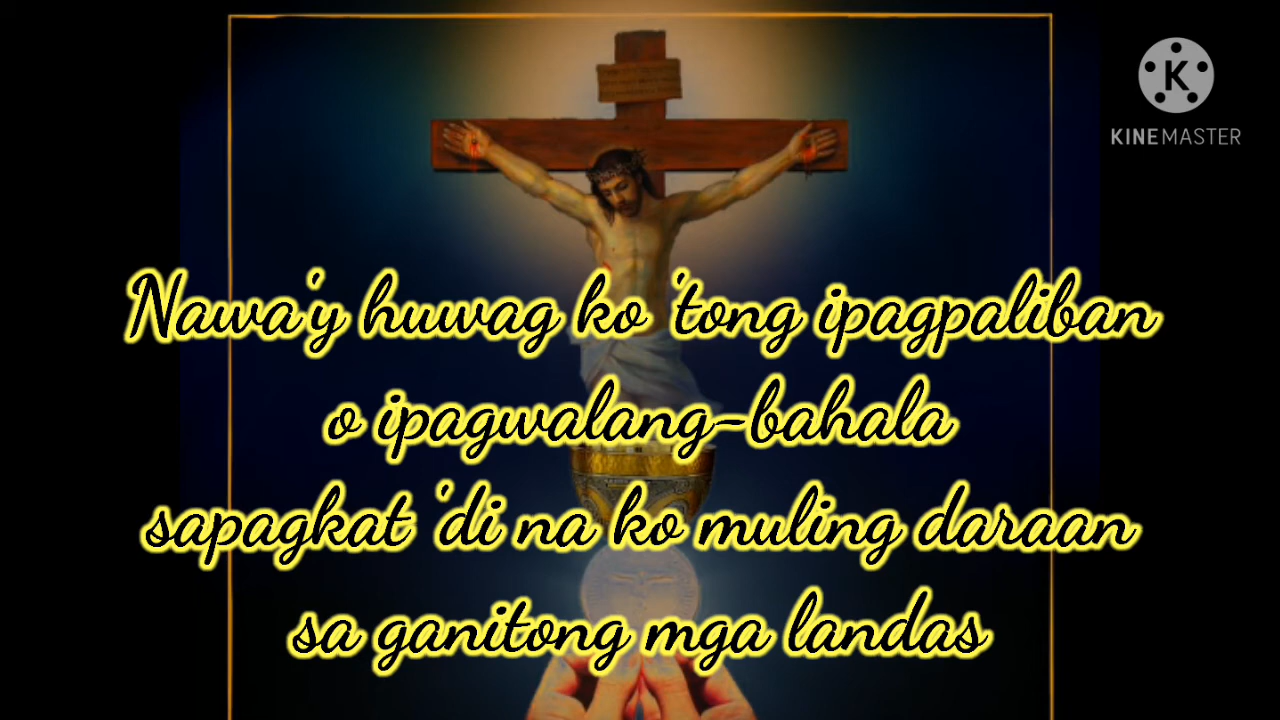 KINEMASTER
Nawa'y huwag ko 'tong ipagpaliban
o ipagwalang-bahala
sapagkat 'di na ko muling daraan
sa ganitong mga landas